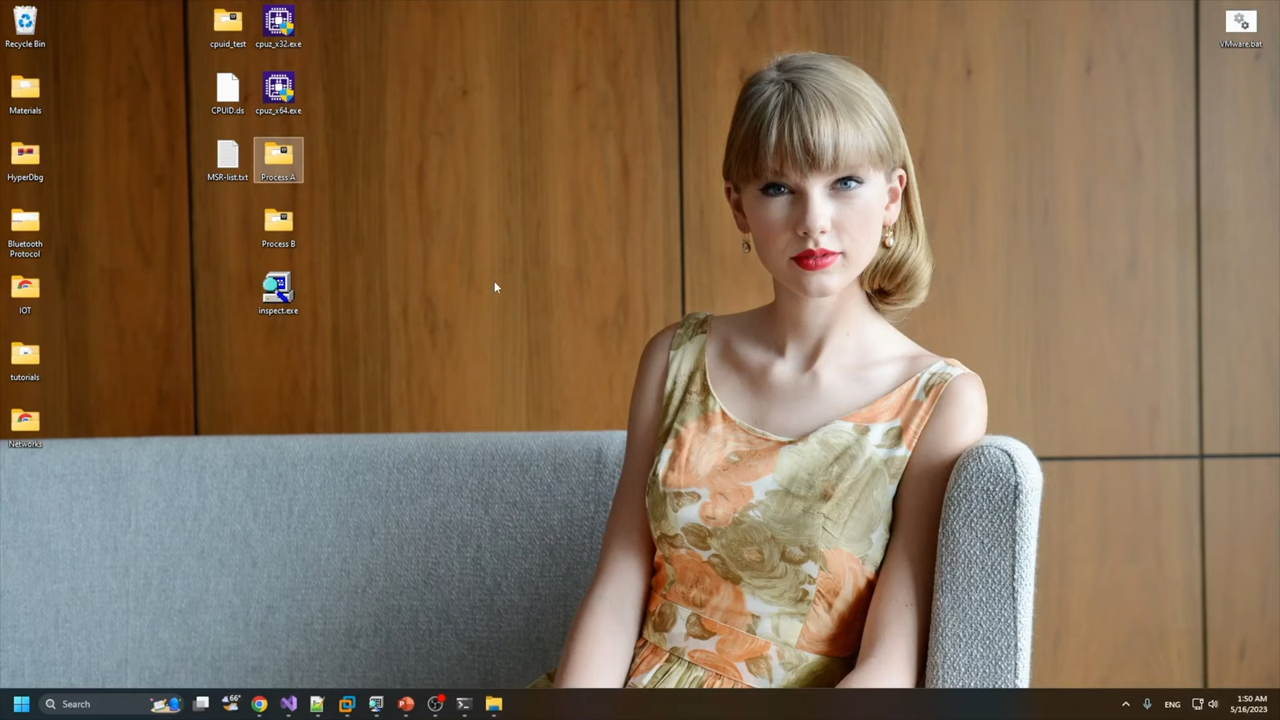 Recycle Bin
cpuid_test
cpuz_x32.exe
VMware.bat
Materials
CPUID.ds
cpuz_x64.exe
HyperDbg
MSR-list.txt
Process A
Bluetooth
Protocol
Process B
IOT
inspect.exe
tutorials
Networks
Search
66°
ENG
1:50 AM
5/16/2023